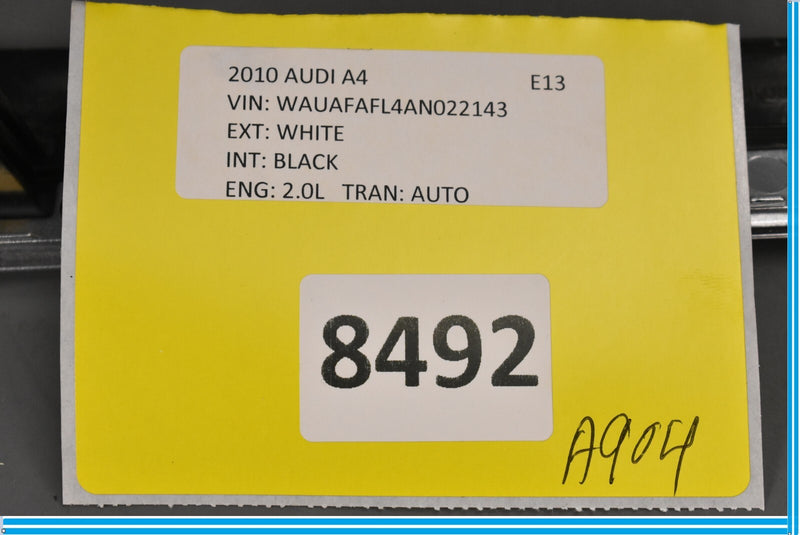 2010 AUDI A4 E13
VIN: WAUAFAFL4AN022143
EXT: WHITE
INT: BLACK
ENG: 2.0L TRAN: AUTO
8492
A904